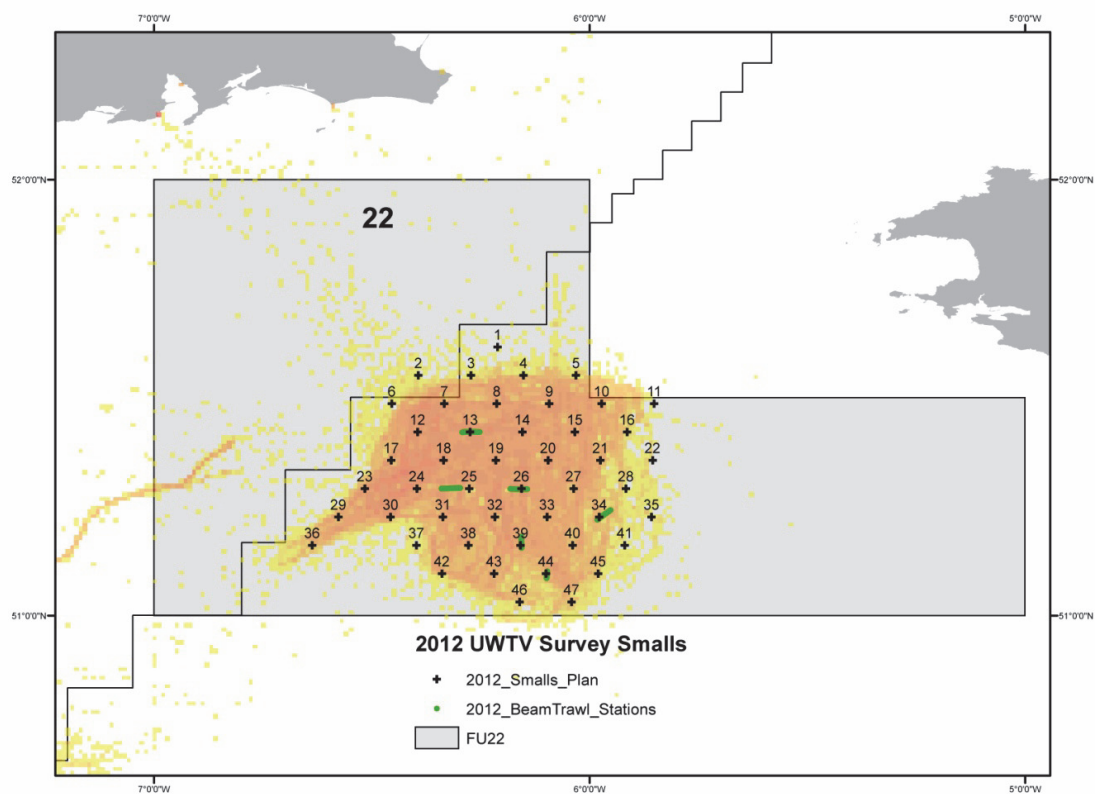 7°0'0"W 6°0'0"W 5°0'0"W
52°0'0"N 52°0'0"N
22
1
2 3 4 5
6 7 8 9 10 11
12 13 14 15 16
17 18 19 20 21 22
23 24 25 26 27 28
29 30 31 32 33 34 35
36 37 38 39 40 41
42 43 44 45
46 47
51°0'0"N 51°0'0"N
2012 UWTV Survey Smalls
2012_Smalls_Plan
2012_BeamTrawl_Stations
FU22
7°0'0"W 6°0'0"W 5°0'0"W